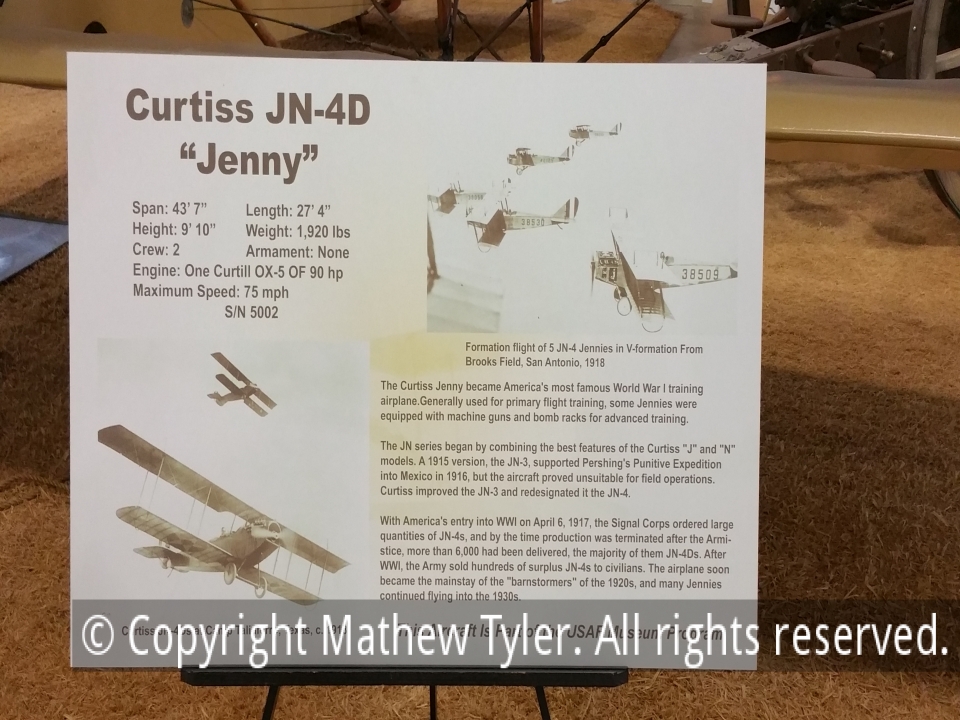 Curtiss JN-4D
“Jenny”
Span: 43’ 7” Length: 27’ 4”
Height: 9’ 10” Weight: 1,920 lbs
Crew: 2 Armament: None
Engine: One Curtill OX-5 OF 90 hp
Maximum Speed: 75 mph
S/N 5002
38530
38509
Formation flight of 5 JN-4 Jennies in V-formation From
Brooks Field, San Antonio, 1918
The Curtiss Jenny became America's most famous World War I training
airplane.Generally used for primary flight training, some Jennies were
equipped with machine guns and bomb racks for advanced training.
The JN series began by combining the best features of the Curtiss "J" and "N"
models. A 1915 version, the JN-3, supported Pershing's Punitive Expedition
into Mexico in 1916, but the aircraft proved unsuitable for field operations.
Curtiss improved the JN-3 and redesignated it the JN-4.
With America's entry into WWI on April 6, 1917, the Signal Corps ordered large
quantities of JN-4s, and by the time production was terminated after the Armi-
stice, more than 6,000 had been delivered, the majority of them JN-4Ds. After
WWI, the Army sold hundreds of surplus JN-4s to civilians. The airplane soon
became the mainstay of the "barnstormers" of the 1920s, and many Jennies
continued flying into the 1930s.
This Aircraft Is Part of the USAF Museum Program
© Copyright Mathew Tyler. All rights reserved.